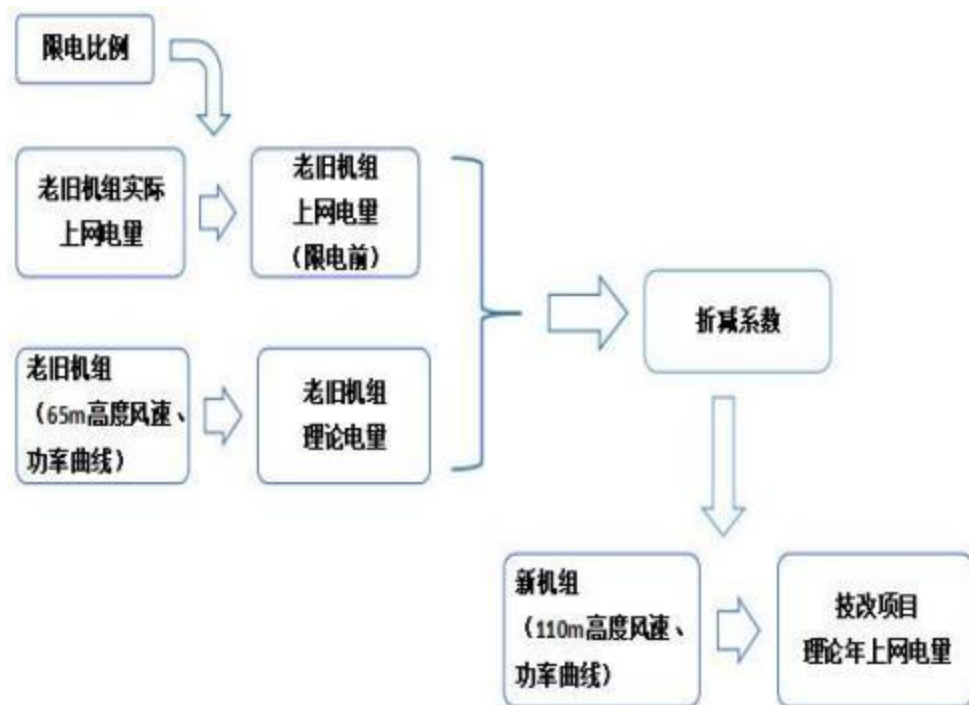 限电比例
老旧机组实际
上网电量
老旧机组
上网电量
（限电前）
老旧机组
（65m高度风速、
功率曲线）
老旧机组
理论电量
折减系数
新机组
（110m高度风速、
功率曲线）
技改项目
理论年上网电量